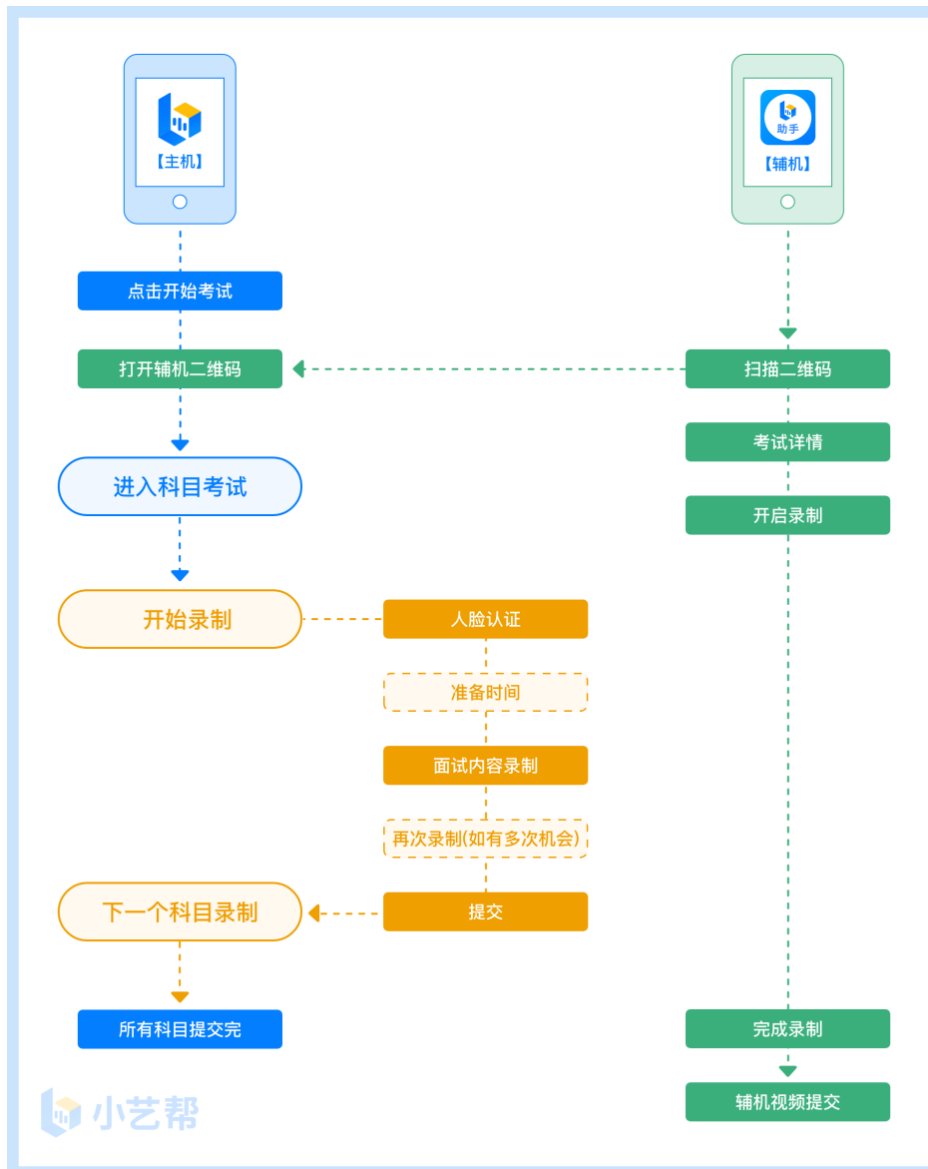 【主机】
助手
【辅机】
点击开始考试
打开辅机二维码
扫描二维码
考试详情
进入科目考试
开启录制
开始录制
人脸认证
准备时间
面试内容录制
再次录制(如有多次机会)
下一个科目录制
提交
所有科目提交完
完成录制
辅机视频提交
小艺帮